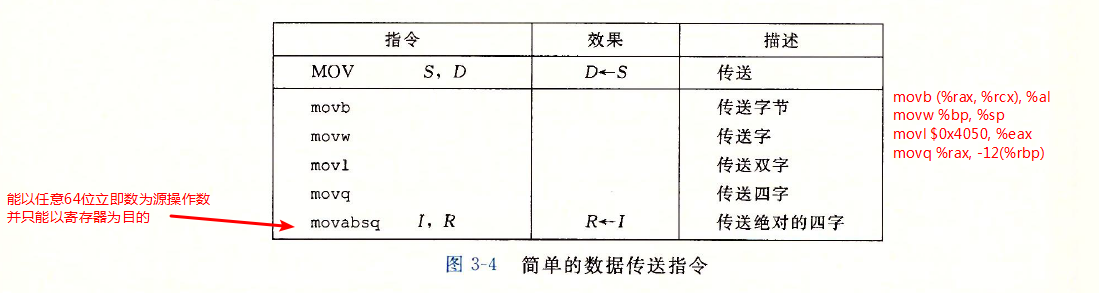 指令 效果 描述
MOV S, D D←S 传送
movb 传送字节
movw 传送字
movl 传送双字
movq 传送四字
movabsq I, R R←I 传送绝对的四字
图 3-4 简单的数据传送指令
movb (%rax, %rcx), %al
movw %bp, %sp
movl $0x4050, %eax
movq %rax, -12(%rbp)
能以任意64位立即数为源操作数
并只能以寄存器为目的